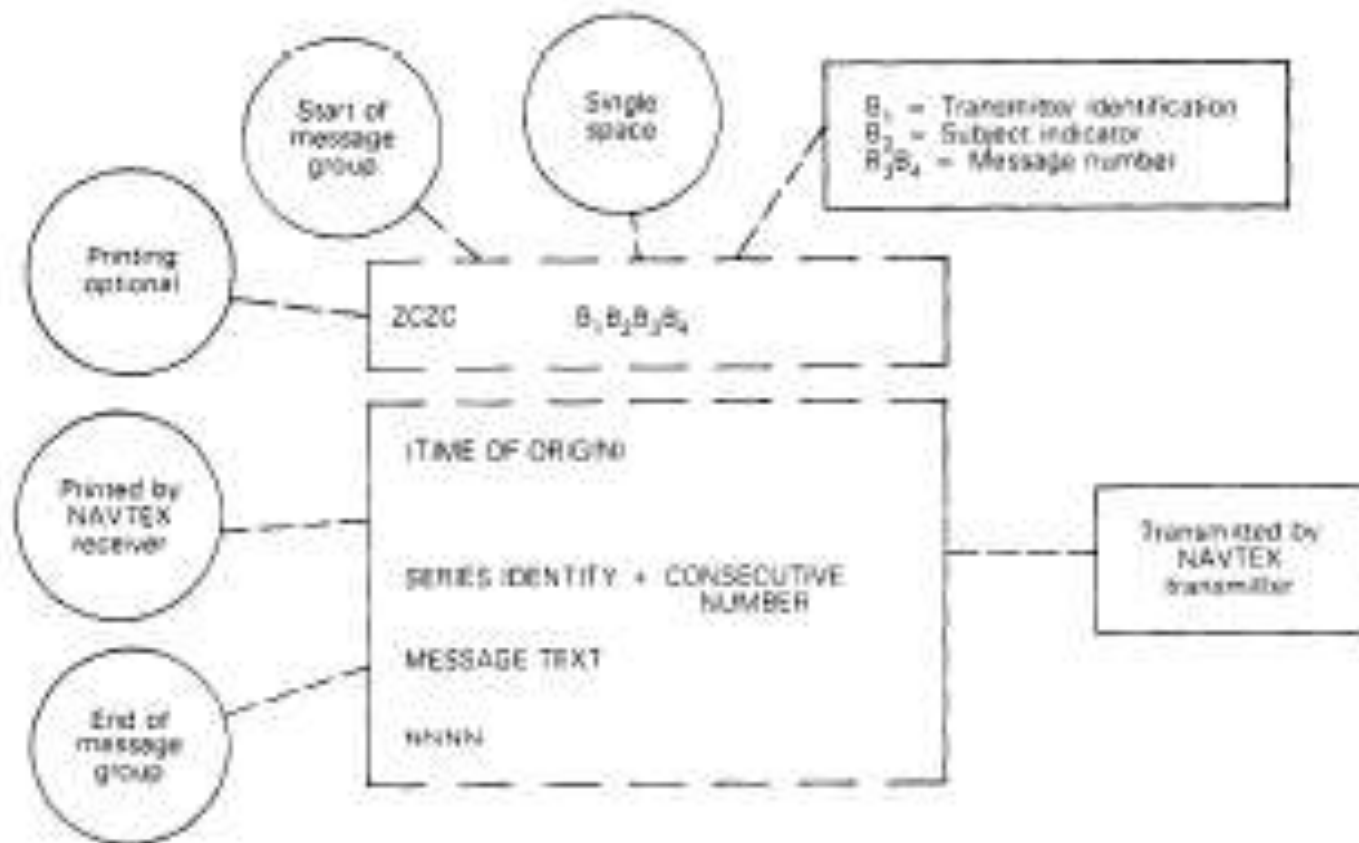 Start of
message
group
Single
space
B₁ = Transmitter identification
B₂ = Subject indicator
B₃B₄ = Message number
Printing
optional
ZCZC B₁B₂B₃B₄
(TIME OF ORIGIN)
Printed by
NAVTEX
receiver
SERIES IDENTITY + CONSECUTIVE
NUMBER
Transmitted by
NAVTEX
transmitter
MESSAGE TEXT
End of
message
group
NNNN